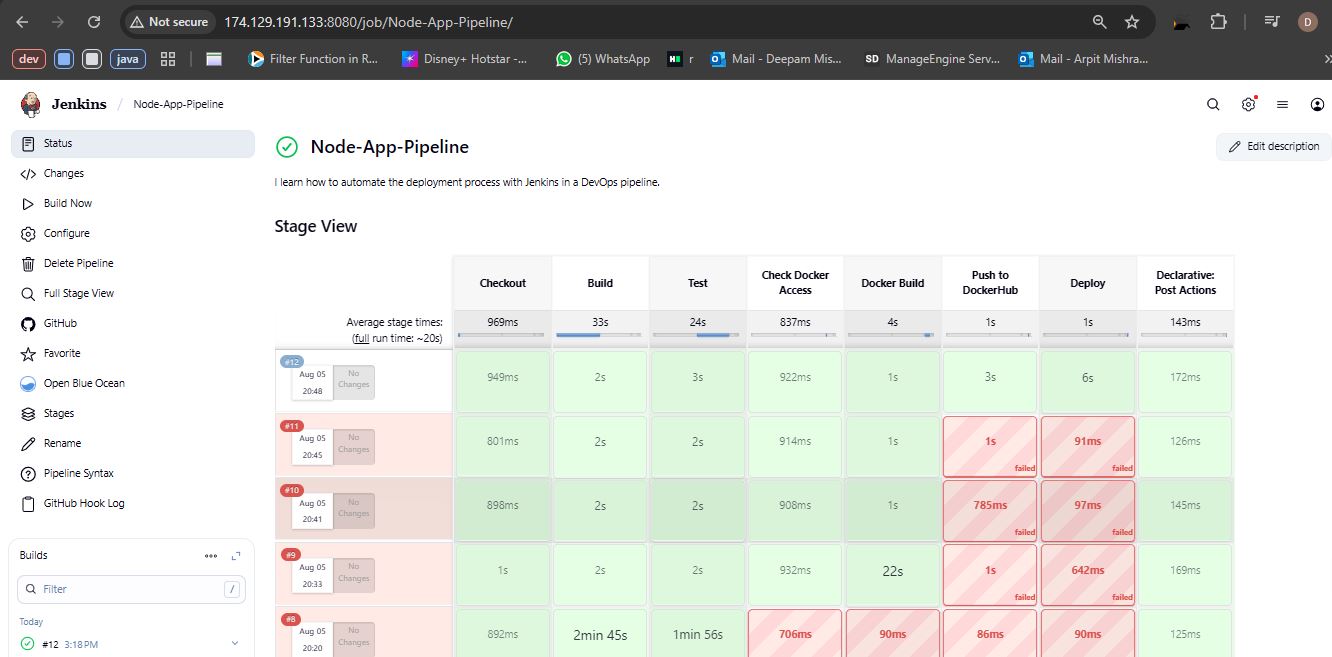 Not secure
174.129.191.133:8080/job/Node-App-Pipeline/
D
dev
java
Filter Function in R...
Disney+ Hotstar -...
(5) WhatsApp
r
Mail - Deepam Mis...
SD
ManageEngine Serv...
Mail - Arpit Mishra...
Jenkins / Node-App-Pipeline
Status
Changes
Build Now
Configure
Delete Pipeline
Full Stage View
GitHub
Favorite
Open Blue Ocean
Stages
Rename
Pipeline Syntax
GitHub Hook Log
Builds
Filter
/
Today
#12 3:18 PM
Node-App-Pipeline
Edit description
I learn how to automate the deployment process with Jenkins in a DevOps pipeline.
Stage View
Checkout
Build
Test
Check Docker
Access
Docker Build
Push to
DockerHub
Deploy
Declarative:
Post Actions
Average stage times:
(full run time: ~20s)
969ms 33s 24s 837ms 4s 1s 1s 143ms
#12
Aug 05
20:48
No
Changes
949ms 2s 3s 922ms 1s 3s 6s 172ms
#11
Aug 05
20:45
No
Changes
801ms 2s 2s 914ms 1s 1s 91ms 126ms
failed failed
#10
Aug 05
20:41
No
Changes
898ms 2s 2s 908ms 1s 785ms 97ms 145ms
failed failed
#9
Aug 05
20:33
No
Changes
1s 2s 2s 932ms 22s 1s 642ms 169ms
failed failed
#8
Aug 05
20:20
No
Changes
892ms 2min 45s 1min 56s 706ms 90ms 86ms 90ms 125ms